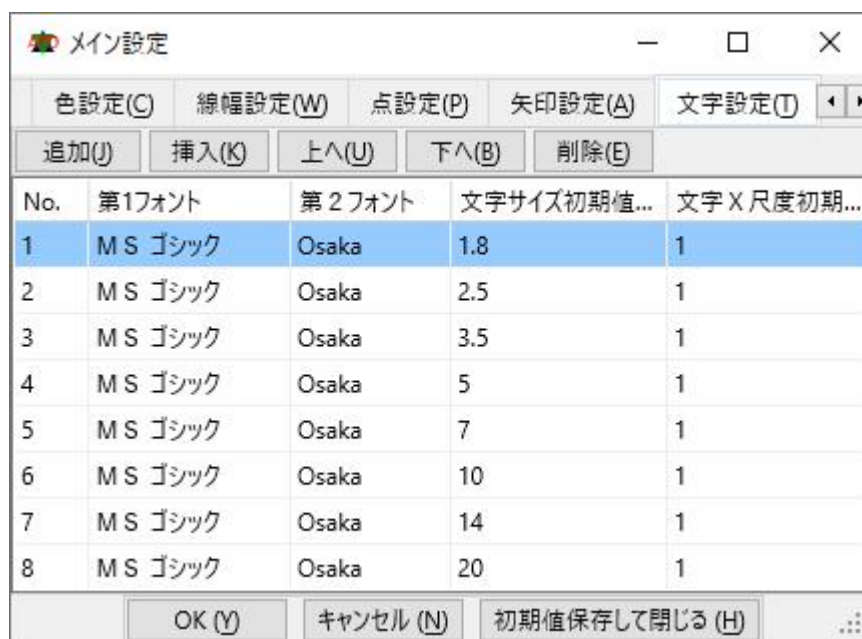 メイン設定
色設定(C) 線幅設定(W) 点設定(P) 矢印設定(A) 文字設定(T)
追加(J) 挿入(K) 上へ(U) 下へ(B) 削除(E)
No. 第1フォント 第２フォント 文字サイズ初期値... 文字Ｘ尺度初期...
1 ＭＳ ゴシック Osaka 1.8 1
2 ＭＳ ゴシック Osaka 2.5 1
3 ＭＳ ゴシック Osaka 3.5 1
4 ＭＳ ゴシック Osaka 5 1
5 ＭＳ ゴシック Osaka 7 1
6 ＭＳ ゴシック Osaka 10 1
7 ＭＳ ゴシック Osaka 14 1
8 ＭＳ ゴシック Osaka 20 1
OK (Y) キャンセル (N) 初期値保存して閉じる (H)